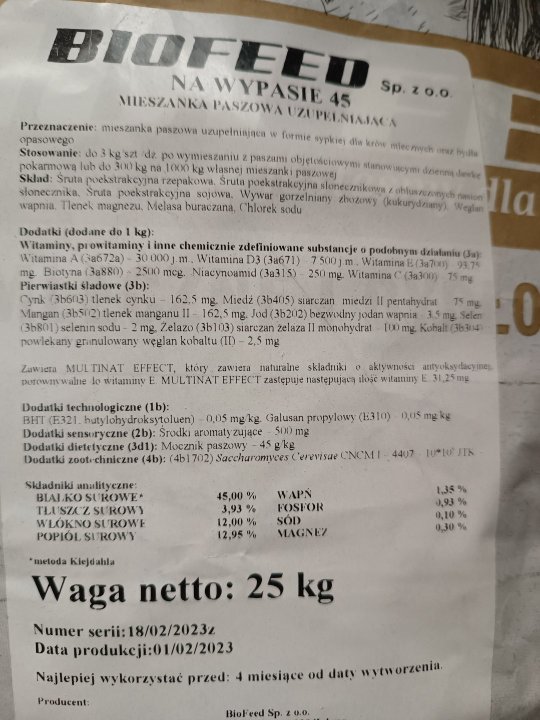 BIOFEED Sp. z o.o.
NA WYPASIE 45
MIESZANKA PASZOWA UZUPEŁNIAJĄCA
Przeznaczenie: mieszanka paszowa uzupełniająca w formie sypkiej dla krów mlecznych oraz bydła
opasowego
Stosowanie: do 3 kg/szt./dz. po wymieszaniu z paszami objętościowymi stanowiącymi dzienną dawkę
pokarmową lub do 300 kg na 1000 kg własnej mieszanki paszowej
Skład: Śruta poekstrakcyjna rzepakowa, Śruta poekstrakcyjna słonecznikowa z obłuszczonych nasion
słonecznika, Śruta poekstrakcyjna sojowa, Wywar gorzelniany zbożowy (kukurydziany), Węglan
wapnia, Tlenek magnezu, Melasa buraczana, Chlorek sodu
dla
Dodatki (dodane do 1 kg):
Witaminy, prowitaminy i inne chemicznie zdefiniowane substancje o podobnym działaniu (3a):
Witamina A (3a672a) - 30 000 j.m., Witamina D3 (3a671) - 7 500 j.m., Witamina E (3a700) - 93,75
mg, Biotyna (3a880) - 2500 mcg, Niacynoamid (3a315) - 250 mg, Witamina C (3a300) - 75 mg
Pierwiastki śladowe (3b):
Cynk (3b603) tlenek cynku - 162,5 mg, Miedź (3b405) siarczan miedzi II pentahydrat - 75 mg,
Mangan (3b502) tlenek manganu II - 162,5 mg, Jod (3b202) bezwodny jodan wapnia - 3,5 mg, Selen
(3b801) selenin sodu - 2 mg, Żelazo (3b103) siarczan żelaza II monohydrat - 100 mg, Kobalt (3b304)
powlekany granulowany węglan kobaltu (II) - 2,5 mg
Zawiera MULTINAT EFFECT, który zawiera naturalne składniki o aktywności antyoksydacyjnej,
porównywalne do witaminy E. MULTINAT EFFECT zastępuje następującą ilość witaminy E: 31,25 mg
Dodatki technologiczne (1b):
BHT (E321, butylohydroksytoluen) - 0,05 mg/kg, Galusan propylowy (E310) - 0,05 mg/kg
Dodatki sensoryczne (2b): Środki aromatyzujące - 500 mg
Dodatki dietetyczne (3d1): Mocznik paszowy - 45 g/kg
Dodatki zootechniczne (4b): (4b1702) Saccharomyces Cerevisae CNCM I - 4407 -
Składniki analityczne:
BIAŁKO SUROWE* 45,00 % WAPŃ 1,35 %
TŁUSZCZ SUROWY 3,93 % FOSFOR 0,93 %
WŁÓKNO SUROWE 12,00 % SÓD 0,10 %
POPIÓŁ SUROWY 12,95 % MAGNEZ 0,30 %
*metoda Kiejdahla
Waga netto: 25 kg
Numer serii:18/02/2023z
Data produkcji:01/02/2023
Najlepiej wykorzystać przed: 4 miesiące od daty wytworzenia.
Producent:
BioFeed Sp. z o.o.